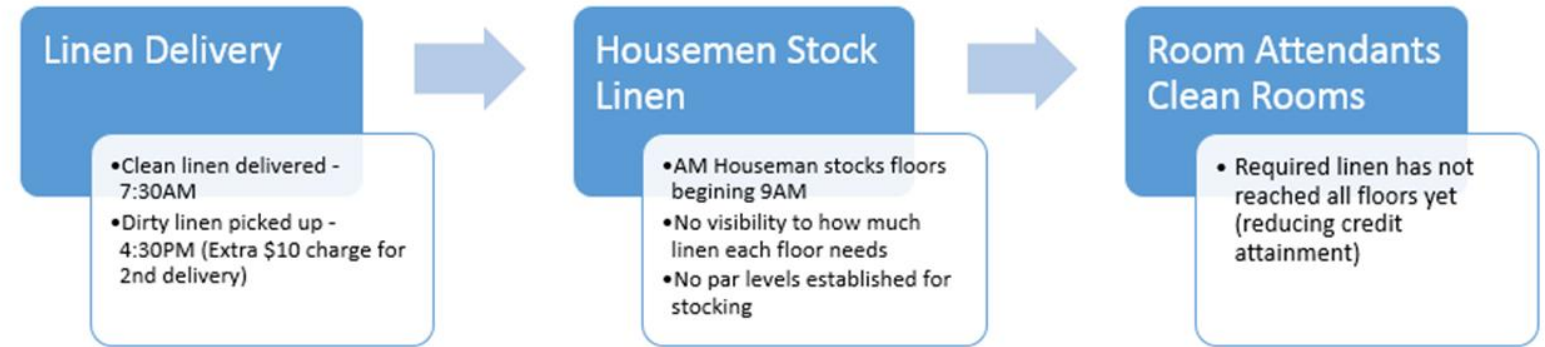 Linen Delivery
•Clean linen delivered -
7:30AM
•Dirty linen picked up -
4:30PM (Extra $10 charge for
2nd delivery)
Housemen Stock
Linen
•AM Houseman stocks floors
begining 9AM
•No visibility to how much
linen each floor needs
•No par levels established for
stocking
Room Attendants
Clean Rooms
• Required linen has not
reached all floors yet
(reducing credit
attainment)